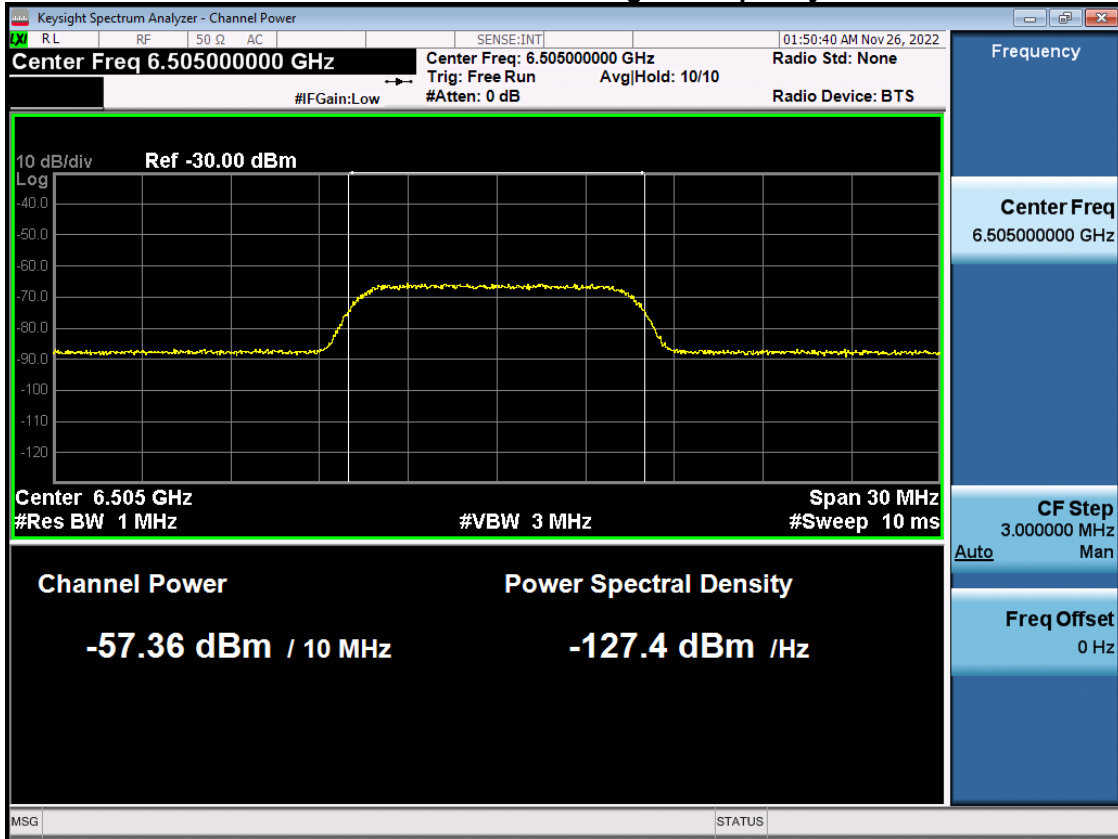 Keysight Spectrum Analyzer - Channel Power
LXI RL RF 50 Ω AC SENSE:INT 01:50:40 AM Nov 26, 2022
Center Freq 6.505000000 GHz
#IFGain:Low
Center Freq: 6.505000000 GHz
Trig: Free Run Avg|Hold: 10/10
#Atten: 0 dB
Radio Std: None
Radio Device: BTS
10 dB/div Ref -30.00 dBm
Log
-40.0
-50.0
-60.0
-70.0
-80.0
-90.0
-100
-110
-120
Center 6.505 GHz Span 30 MHz
#Res BW 1 MHz #VBW 3 MHz #Sweep 10 ms
Channel Power Power Spectral Density
-57.36 dBm / 10 MHz -127.4 dBm /Hz
Frequency
Center Freq
6.505000000 GHz
CF Step
3.000000 MHz
Auto Man
Freq Offset
0 Hz
MSG STATUS